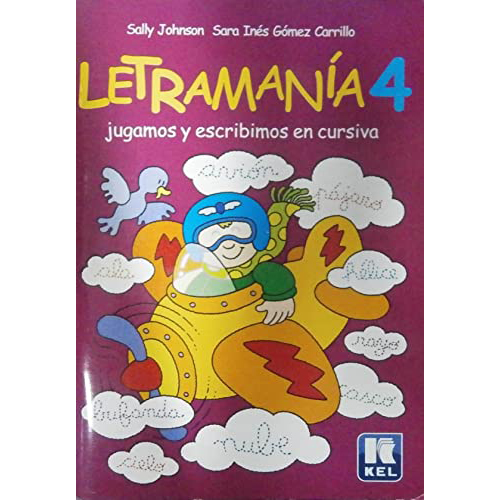 Sally Johnson Sara Inés Gómez Carrillo
LETRAMANÍA 4
jugamos y escribimos en cursiva
avión
pájaro
ala
hélice
rayo
casco
bufanda
nube
cielo
KEL